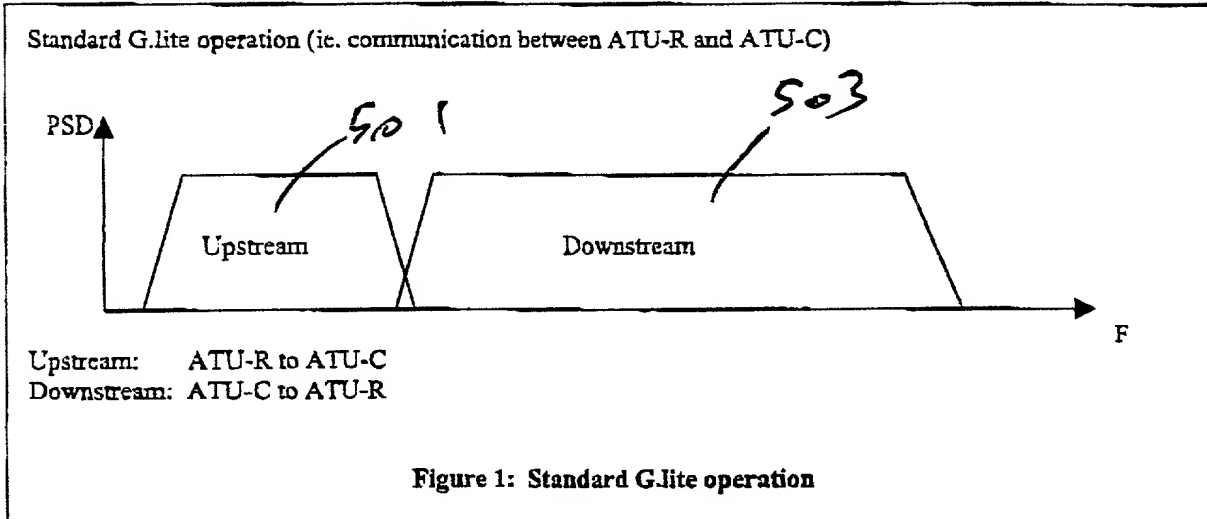 Standard G.lite operation (ie. communication between ATU-R and ATU-C)
501
503
PSD
Upstream
Downstream
F
Upstream: ATU-R to ATU-C
Downstream: ATU-C to ATU-R
Figure 1: Standard G.lite operation